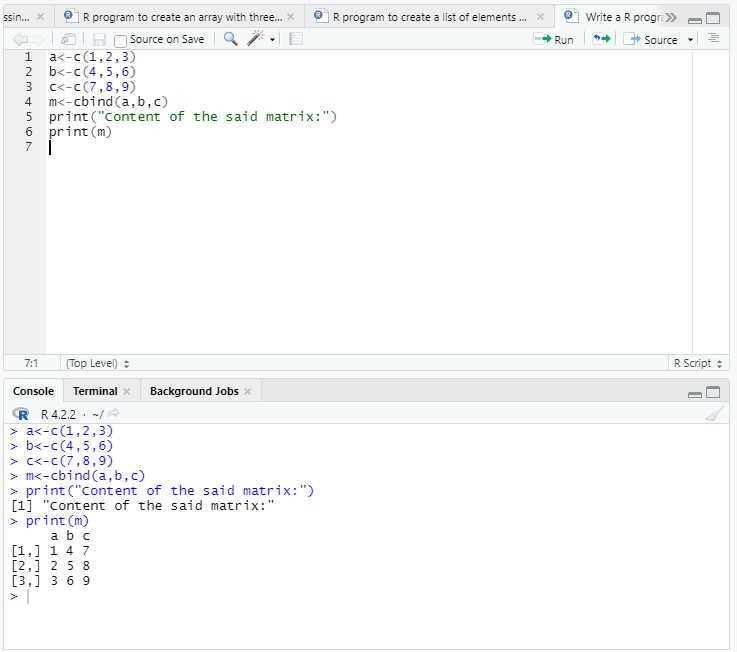 ssin...
R program to create an array with three...
R program to create a list of elements ...
Write a R progra
Source on Save
Run
Source
1 a<-c(1,2,3)
2 b<-c(4,5,6)
3 c<-c(7,8,9)
4 m<-cbind(a,b,c)
5 print("Content of the said matrix:")
6 print(m)
7
7:1 (Top Level) R Script
Console Terminal Background Jobs
R R 4.2.2 · ~/
> a<-c(1,2,3)
> b<-c(4,5,6)
> c<-c(7,8,9)
> m<-cbind(a,b,c)
> print("Content of the said matrix:")
[1] "Content of the said matrix:"
> print(m)
a b c
[1,] 1 4 7
[2,] 2 5 8
[3,] 3 6 9
>